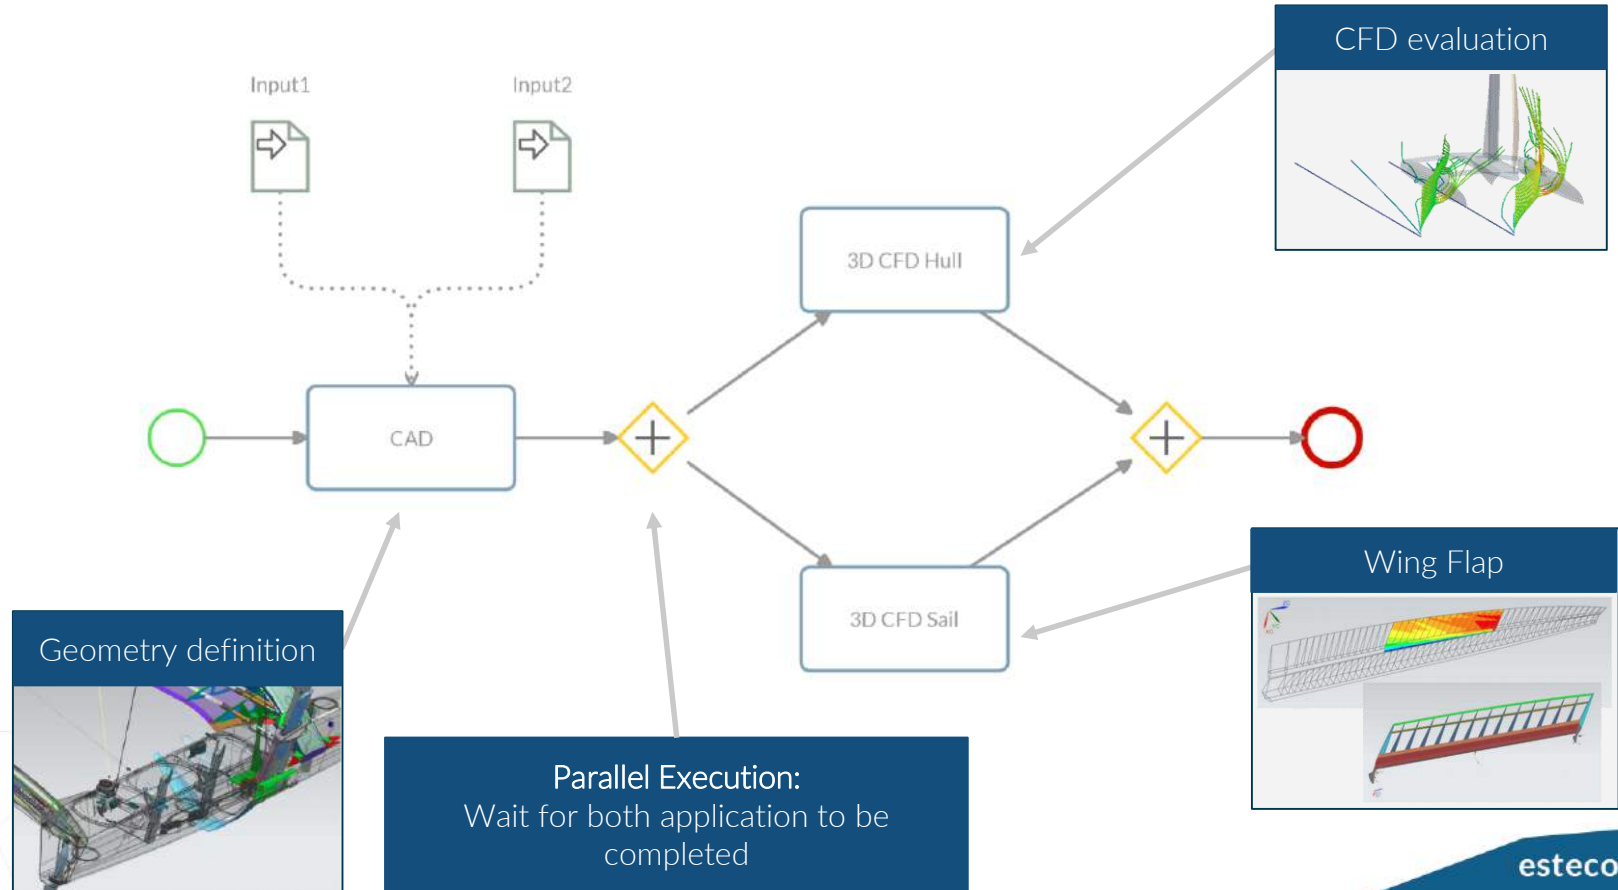 CFD evaluation
Input1
Input2
3D CFD Hull
CAD
Wing Flap
3D CFD Sail
Geometry definition
Parallel Execution:
Wait for both application to be
completed
esteco